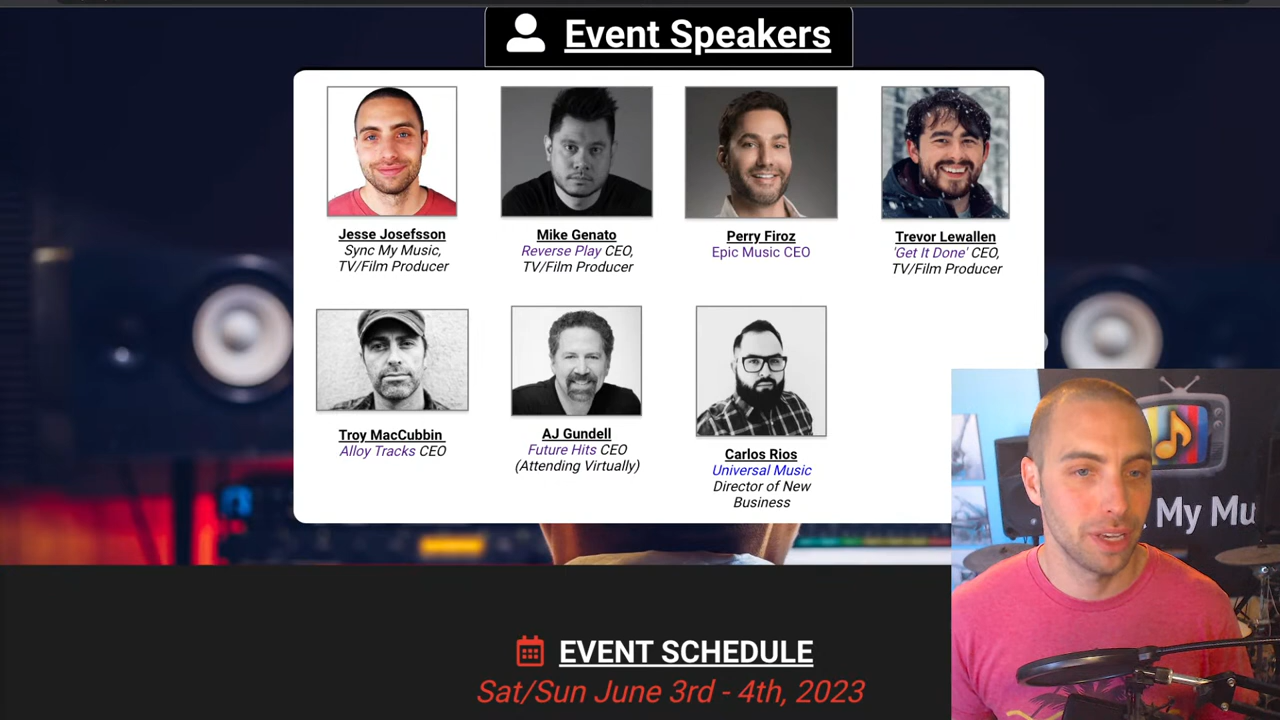 Event Speakers
Jesse Josefsson
Sync My Music,
TV/Film Producer
Mike Genato
Reverse Play CEO,
TV/Film Producer
Perry Firoz
Epic Music CEO
Trevor Lewallen
'Get It Done' CEO,
TV/Film Producer
Troy MacCubbin
Alloy Tracks CEO
AJ Gundell
Future Hits CEO
(Attending Virtually)
Carlos Rios
Universal Music
Director of New
Business
My Mu
EVENT SCHEDULE
Sat/Sun June 3rd - 4th, 2023